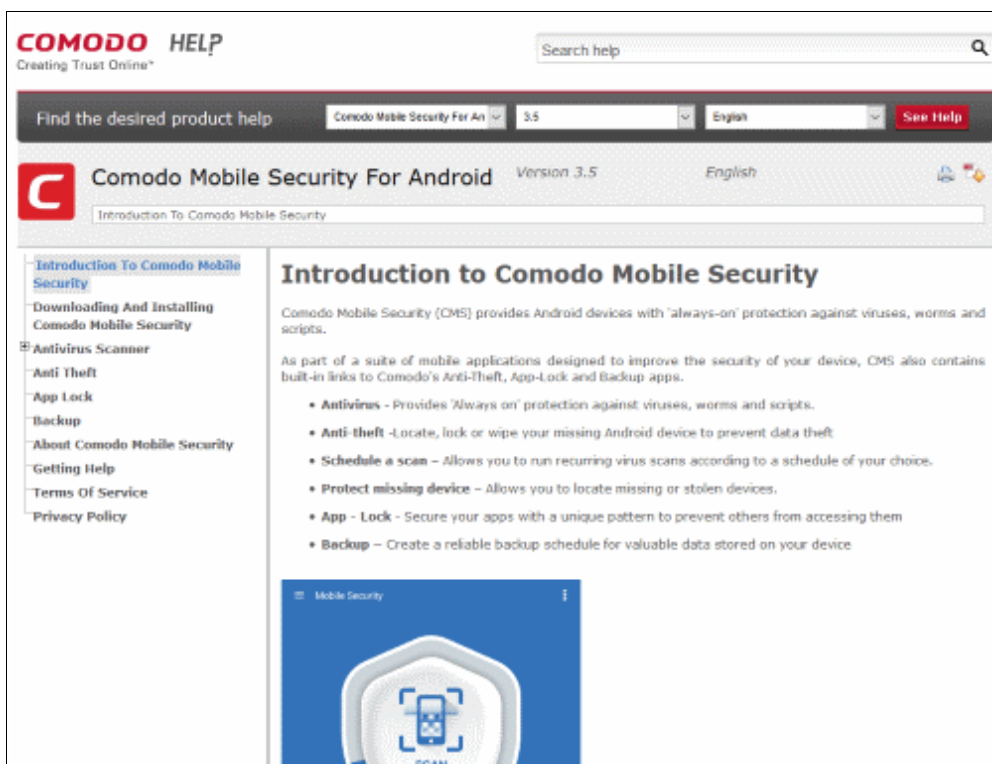 COMODO HELP
Creating Trust Online™
Search help
Find the desired product help
Comodo Mobile Security For An
3.5
English
See Help
Comodo Mobile Security For Android
Version 3.5
English
Introduction To Comodo Mobile Security
Introduction To Comodo Mobile
Security
Downloading And Installing
Comodo Mobile Security
Antivirus Scanner
Anti Theft
App Lock
Backup
About Comodo Mobile Security
Getting Help
Terms Of Service
Privacy Policy
Introduction to Comodo Mobile Security
Comodo Mobile Security (CMS) provides Android devices with 'always-on' protection against viruses, worms and
scripts.
As part of a suite of mobile applications designed to improve the security of your device, CMS also contains
built-in links to Comodo's Anti-Theft, App-Lock and Backup apps.
• Antivirus - Provides 'Always on' protection against viruses, worms and scripts.
• Anti-theft -Locate, lock or wipe your missing Android device to prevent data theft
• Schedule a scan – Allows you to run recurring virus scans according to a schedule of your choice.
• Protect missing device – Allows you to locate missing or stolen devices.
• App - Lock - Secure your apps with a unique pattern to prevent others from accessing them
• Backup – Create a reliable backup schedule for valuable data stored on your device
Mobile Security
SCAN